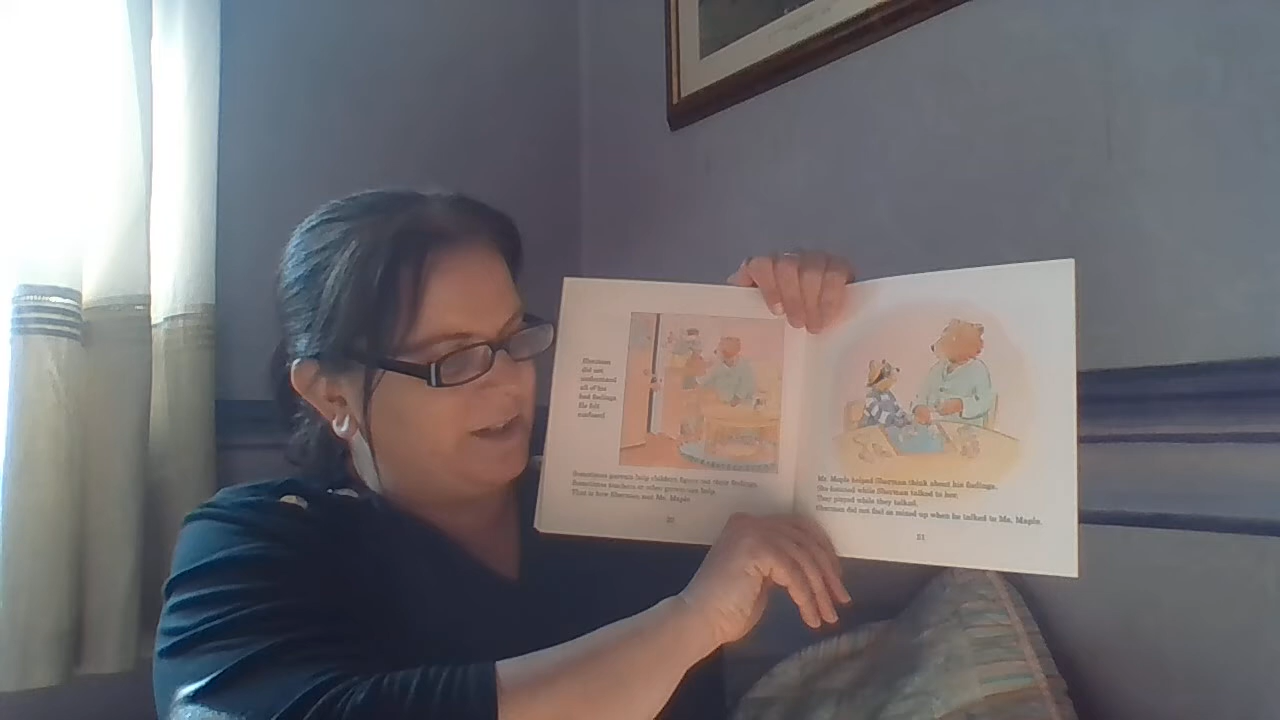 Sherman
did not
understand
all of his
bad feelings.
He felt
confused.
Sometimes parents help children figure out their feelings.
Sometimes teachers or other grown-ups help.
That is how Sherman met Ms. Maple.
Ms. Maple helped Sherman think about his feelings.
She listened while Sherman talked to her.
They played while they talked.
Sherman did not feel as mixed up when he talked to Ms. Maple.
21